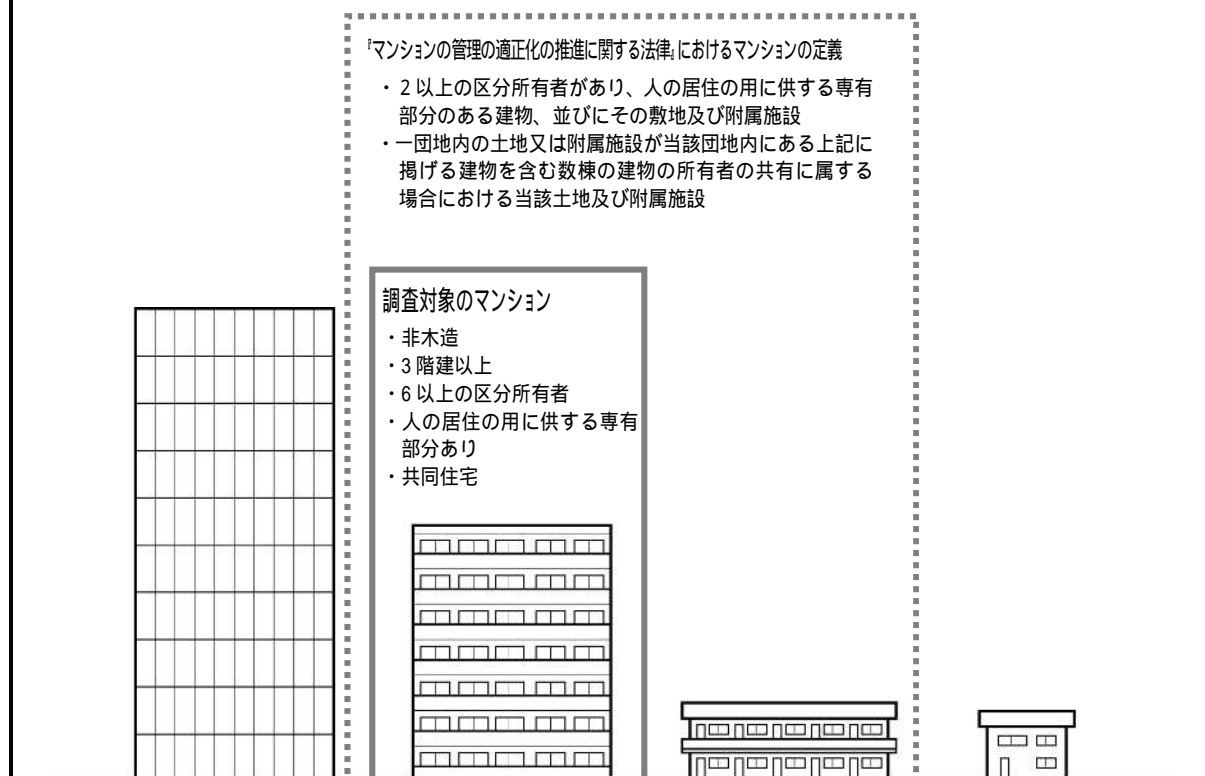 『マンションの管理の適正化の推進に関する法律』におけるマンションの定義
・２以上の区分所有者があり、人の居住の用に供する専有
部分のある建物、並びにその敷地及び附属施設
・一団地内の土地又は附属施設が当該団地内にある上記に
掲げる建物を含む数棟の建物の所有者の共有に属する
場合における当該土地及び附属施設
調査対象のマンション
・非木造
・3階建以上
・6以上の区分所有者
・人の居住の用に供する専有
部分あり
・共同住宅